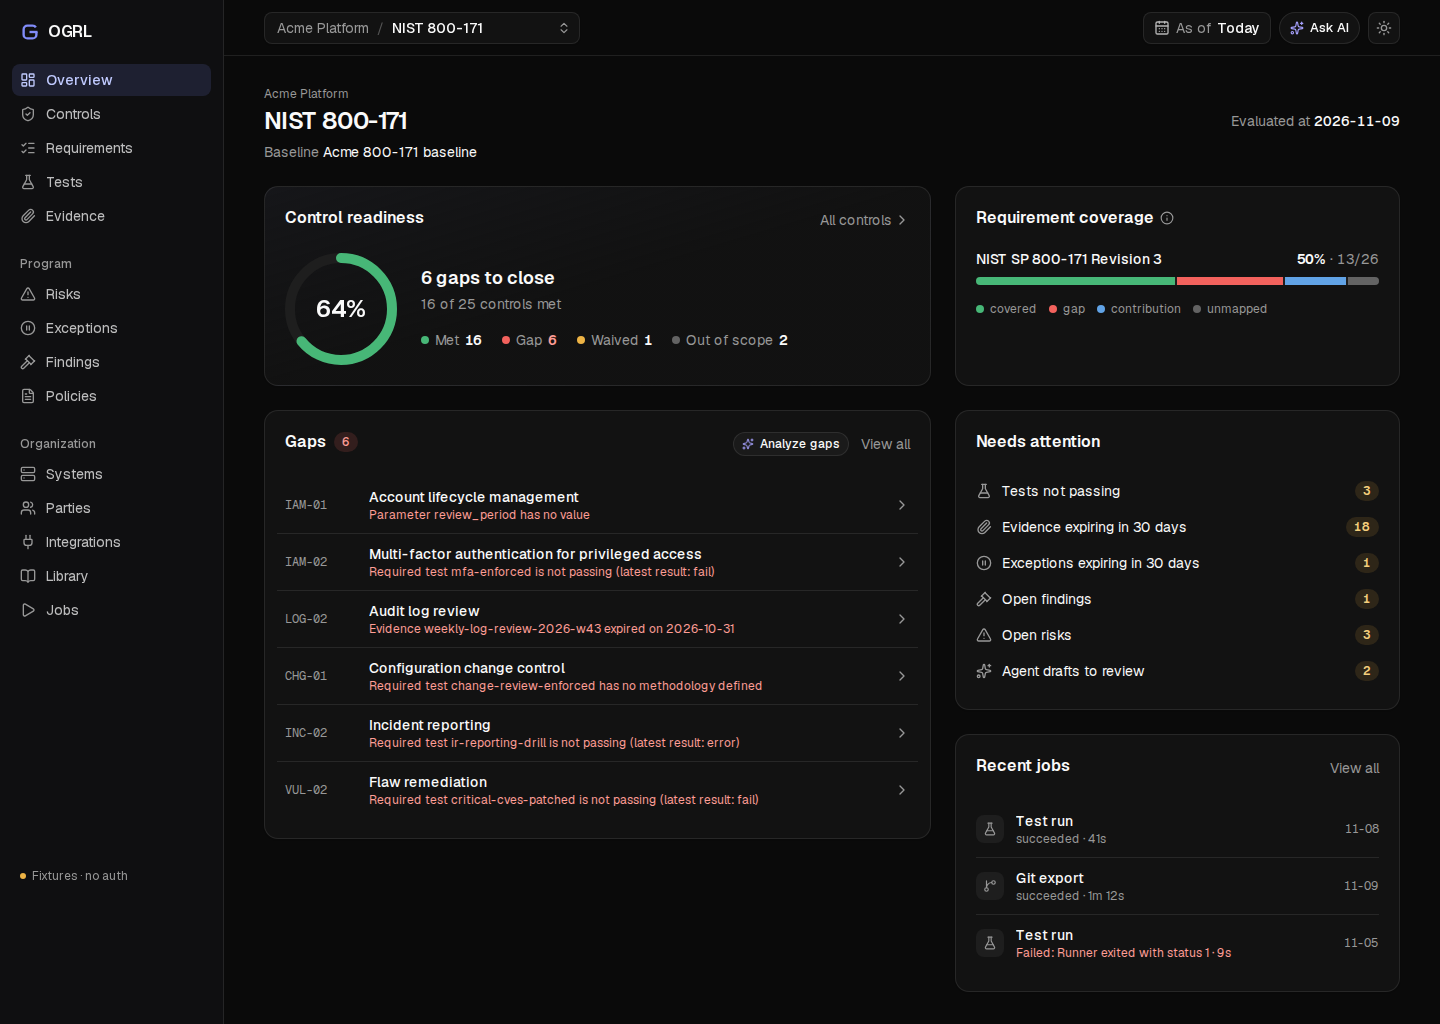 OGRL
Acme Platform / NIST 800-171
As of Today
Ask AI
Overview
Controls
Requirements
Tests
Evidence
Program
Risks
Exceptions
Findings
Policies
Organization
Systems
Parties
Integrations
Library
Jobs
Fixtures · no auth
Acme Platform
NIST 800-171
Evaluated at 2026-11-09
Baseline Acme 800-171 baseline
Control readiness
All controls
64%
6 gaps to close
16 of 25 controls met
Met 16 Gap 6 Waived 1 Out of scope 2
Requirement coverage
NIST SP 800-171 Revision 3 50% · 13/26
covered gap contribution unmapped
Gaps 6
Analyze gaps View all
IAM-01 Account lifecycle management
Parameter review_period has no value
IAM-02 Multi-factor authentication for privileged access
Required test mfa-enforced is not passing (latest result: fail)
LOG-02 Audit log review
Evidence weekly-log-review-2026-w43 expired on 2026-10-31
CHG-01 Configuration change control
Required test change-review-enforced has no methodology defined
INC-02 Incident reporting
Required test ir-reporting-drill is not passing (latest result: error)
VUL-02 Flaw remediation
Required test critical-cves-patched is not passing (latest result: fail)
Needs attention
Tests not passing 3
Evidence expiring in 30 days 18
Exceptions expiring in 30 days 1
Open findings 1
Open risks 3
Agent drafts to review 2
Recent jobs
View all
Test run
succeeded · 41s
11-08
Git export
succeeded · 1m 12s
11-09
Test run
Failed: Runner exited with status 1 · 9s
11-05